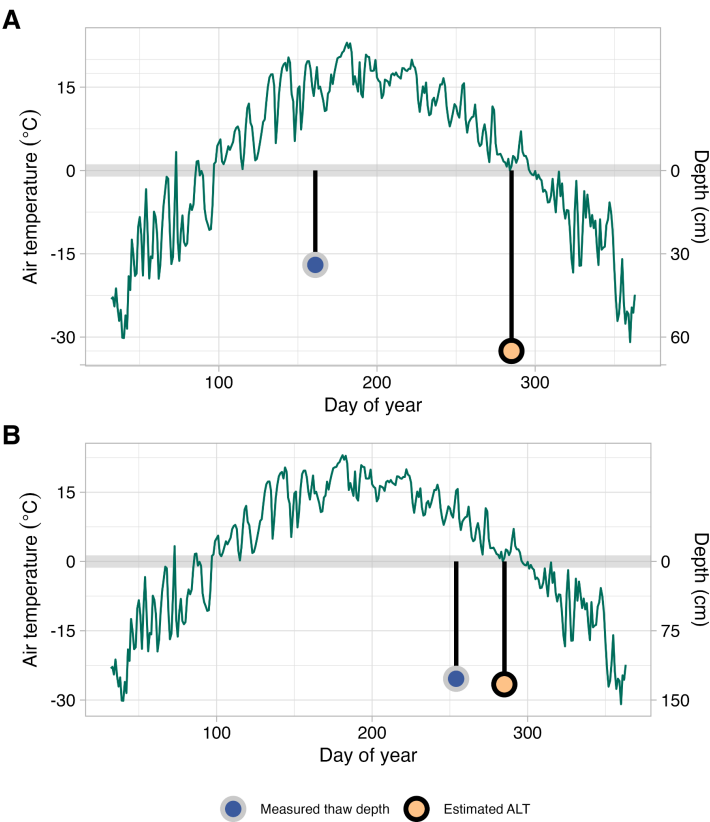 A
Air temperature (°C)
15
0
-15
-30
0
30
60
Depth (cm)
100
200
300
Day of year
B
Air temperature (°C)
15
0
-15
-30
0
75
150
Depth (cm)
100
200
300
Day of year
Measured thaw depth
Estimated ALT